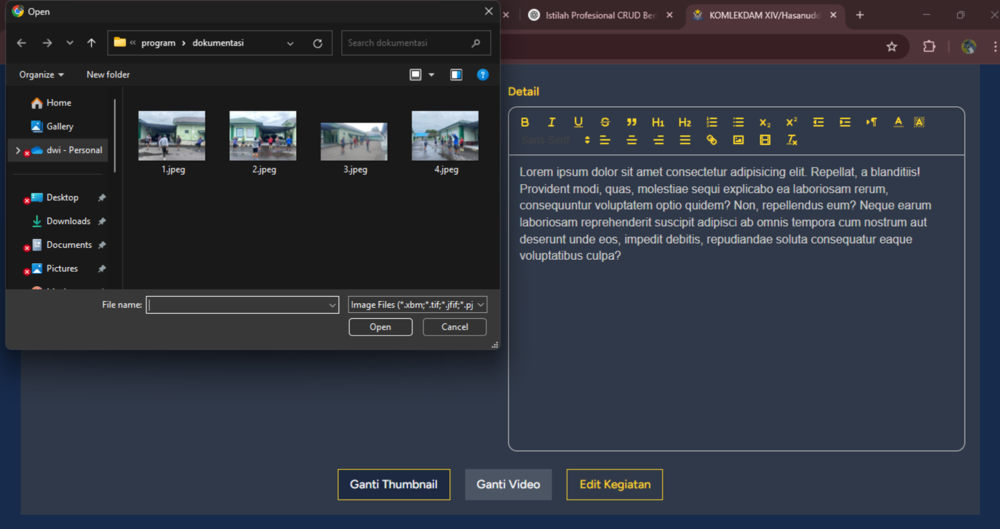 Open
Istilah Profesional CRUD Ber
KOMLEKDAM XIV/Hasanudd
program
dokumentasi
Search dokumentasi
Organize
New folder
Home
Gallery
dwi - Personal
Desktop
Downloads
Documents
Pictures
1.jpeg
2.jpeg
3.jpeg
4.jpeg
File name:
Image Files (*.xbm;*.tif;*.jfif;*.pj
Open
Cancel
Detail
B I U S H1 H2 X2 X2 A A
Sans Serif
Lorem ipsum dolor sit amet consectetur adipisicing elit. Repellat, a blanditiis!
Provident modi, quas, molestiae sequi explicabo ea laboriosam rerum,
consequuntur voluptatem optio quidem? Non, repellendus eum? Neque earum
laboriosam reprehenderit suscipit adipisci ab omnis tempora cum nostrum aut
deserunt unde eos, impedit debitis, repudiandae soluta consequatur eaque
voluptatibus culpa?
Ganti Thumbnail
Ganti Video
Edit Kegiatan